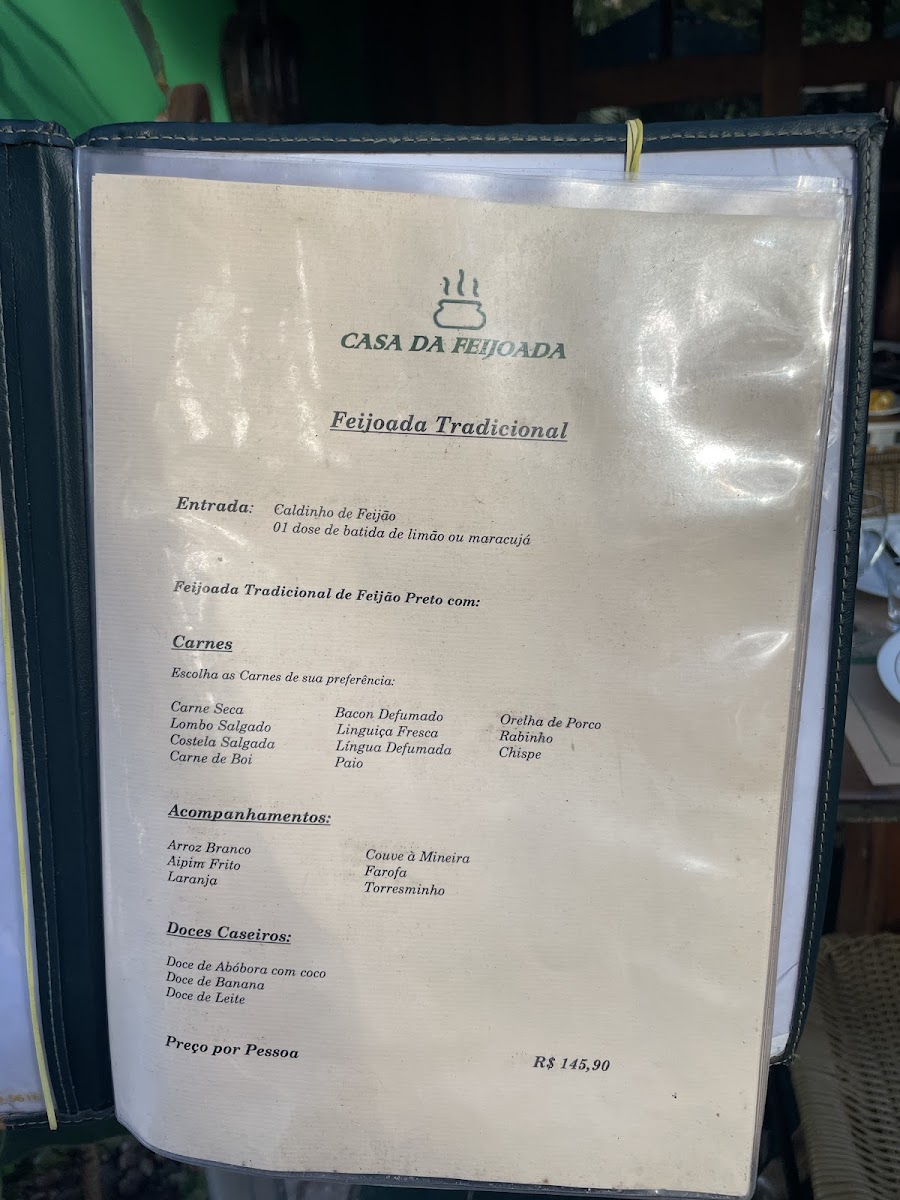 CASA DA FEIJOADA
Feijoada Tradicional
Entrada: Caldinho de Feijão
01 dose de batida de limão ou maracujá
Feijoada Tradicional de Feijão Preto com:
Carnes
Escolha as Carnes de sua preferência:
Carne Seca
Lombo Salgado
Costela Salgada
Carne de Boi
Bacon Defumado
Linguiça Fresca
Língua Defumada
Paio
Orelha de Porco
Rabinho
Chispe
Acompanhamentos:
Arroz Branco
Aipim Frito
Laranja
Couve à Mineira
Farofa
Torresminho
Doces Caseiros:
Doce de Abóbora com coco
Doce de Banana
Doce de Leite
Preço por Pessoa R$ 145,90